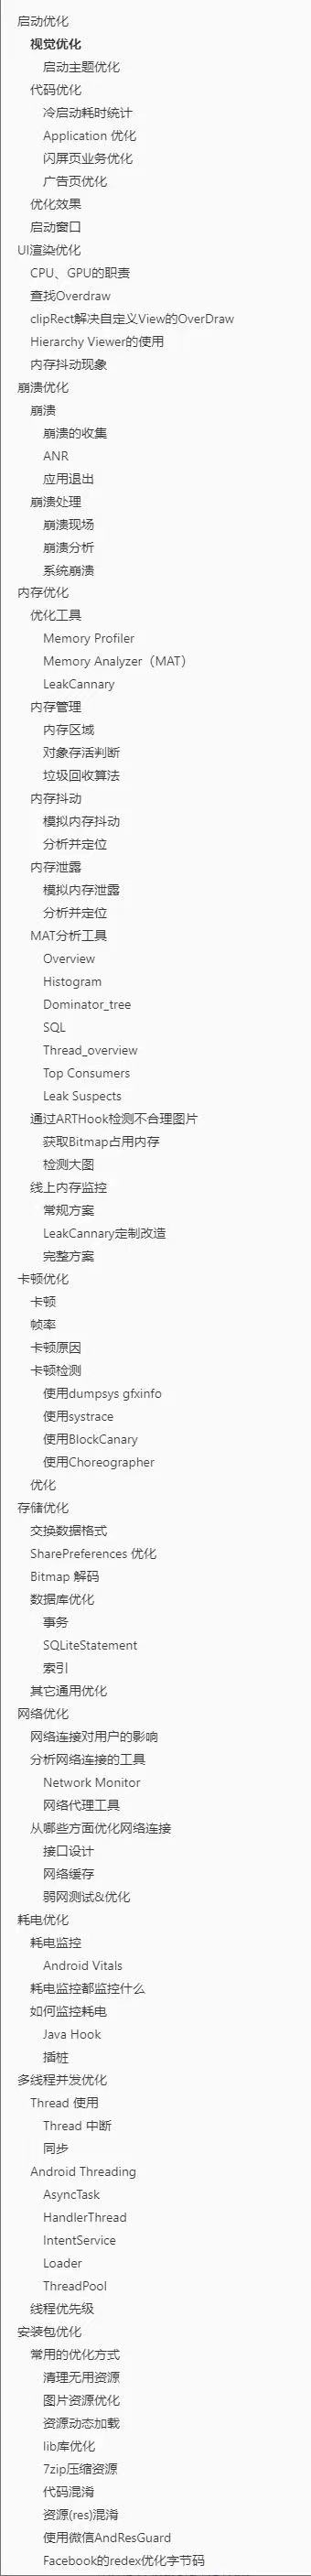 启动优化
视觉优化
启动主题优化
代码优化
冷启动耗时统计
Application 优化
闪屏页业务优化
广告页优化
优化效果
启动窗口
UI渲染优化
CPU、GPU的职责
查找Overdraw
clipRect解决自定义View的OverDraw
Hierarchy Viewer的使用
内存抖动现象
崩溃优化
崩溃
崩溃的收集
ANR
应用退出
崩溃处理
崩溃现场
崩溃分析
系统崩溃
内存优化
优化工具
Memory Profiler
Memory Analyzer（MAT）
LeakCannary
内存管理
内存区域
对象存活判断
垃圾回收算法
内存抖动
模拟内存抖动
分析并定位
内存泄露
模拟内存泄露
分析并定位
MAT分析工具
Overview
Histogram
Dominator_tree
SQL
Thread_overview
Top Consumers
Leak Suspects
通过ARTHook检测不合理图片
获取Bitmap占用内存
检测大图
线上内存监控
常规方案
LeakCannary定制改造
完整方案
卡顿优化
卡顿
帧率
卡顿原因
卡顿检测
使用dumpsys gfxinfo
使用systrace
使用BlockCanary
使用Choreographer
优化
存储优化
交换数据格式
SharePreferences 优化
Bitmap 解码
数据库优化
事务
SQLiteStatement
索引
其它通用优化
网络优化
网络连接对用户的影响
分析网络连接的工具
Network Monitor
网络代理工具
从哪些方面优化网络连接
接口设计
网络缓存
弱网测试&优化
耗电优化
耗电监控
Android Vitals
耗电监控都监控什么
如何监控耗电
Java Hook
插桩
多线程并发优化
Thread 使用
Thread 中断
同步
Android Threading
AsyncTask
HandlerThread
IntentService
Loader
ThreadPool
线程优先级
安装包优化
常用的优化方式
清理无用资源
图片资源优化
资源动态加载
lib库优化
7zip压缩资源
代码混淆
资源(res)混淆
使用微信AndResGuard
Facebook的redex优化字节码